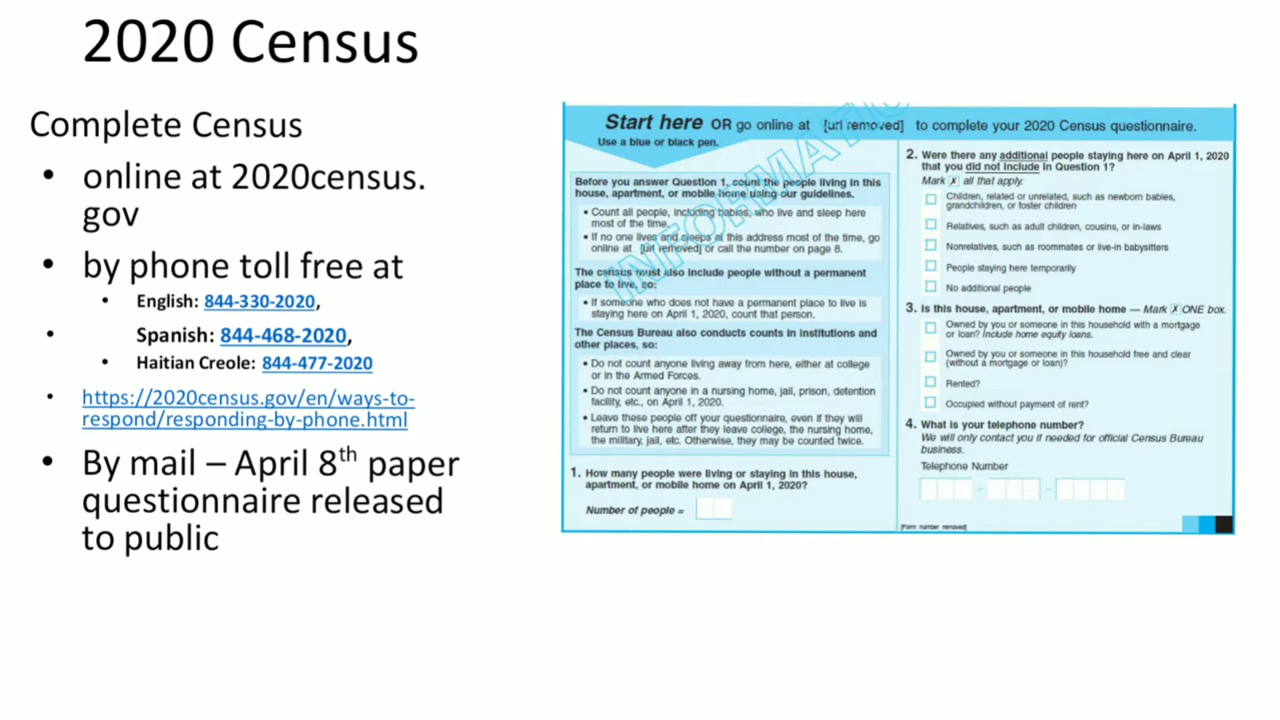 2020 Census
Complete Census
• online at 2020census.
gov
• by phone toll free at
• English: 844-330-2020,
• Spanish: 844-468-2020,
• Haitian Creole: 844-477-2020
• https://2020census.gov/en/ways-to-
respond/responding-by-phone.html
• By mail – April 8th paper
questionnaire released
to public
Start here OR go online at [url removed] to complete your 2020 Census questionnaire.
Use a blue or black pen.
Before you answer Question 1, count the people living in this
house, apartment, or mobile home using our guidelines.
• Count all people, including babies, who live and sleep here
most of the time.
• If no one lives and sleeps at this address most of the time, go
online at [url removed] or call the number on page 8.
The census must also include people without a permanent
place to live, so:
• If someone who does not have a permanent place to live is
staying here on April 1, 2020, count that person.
The Census Bureau also conducts counts in institutions and
other places, so:
• Do not count anyone living away from here, either at college
or in the Armed Forces.
• Do not count anyone in a nursing home, jail, prison, detention
facility, etc., on April 1, 2020.
• Leave these people off your questionnaire, even if they will
return to live here after they leave college, the nursing home,
the military, jail, etc. Otherwise, they may be counted twice.
1. How many people were living or staying in this house,
apartment, or mobile home on April 1, 2020?
Number of people =
2. Were there any additional people staying here on April 1, 2020
that you did not include in Question 1?
Mark X all that apply.
Children, related or unrelated, such as newborn babies,
grandchildren, or foster children
Relatives, such as adult children, cousins, or in-laws
Nonrelatives, such as roommates or live-in babysitters
People staying here temporarily
No additional people
3. Is this house, apartment, or mobile home — Mark X ONE box.
Owned by you or someone in this household with a mortgage
or loan? Include home equity loans.
Owned by you or someone in this household free and clear
(without a mortgage or loan)?
Rented?
Occupied without payment of rent?
4. What is your telephone number?
We will only contact you if needed for official Census Bureau
business.
Telephone Number
[Form number removed]
INFORMATIO